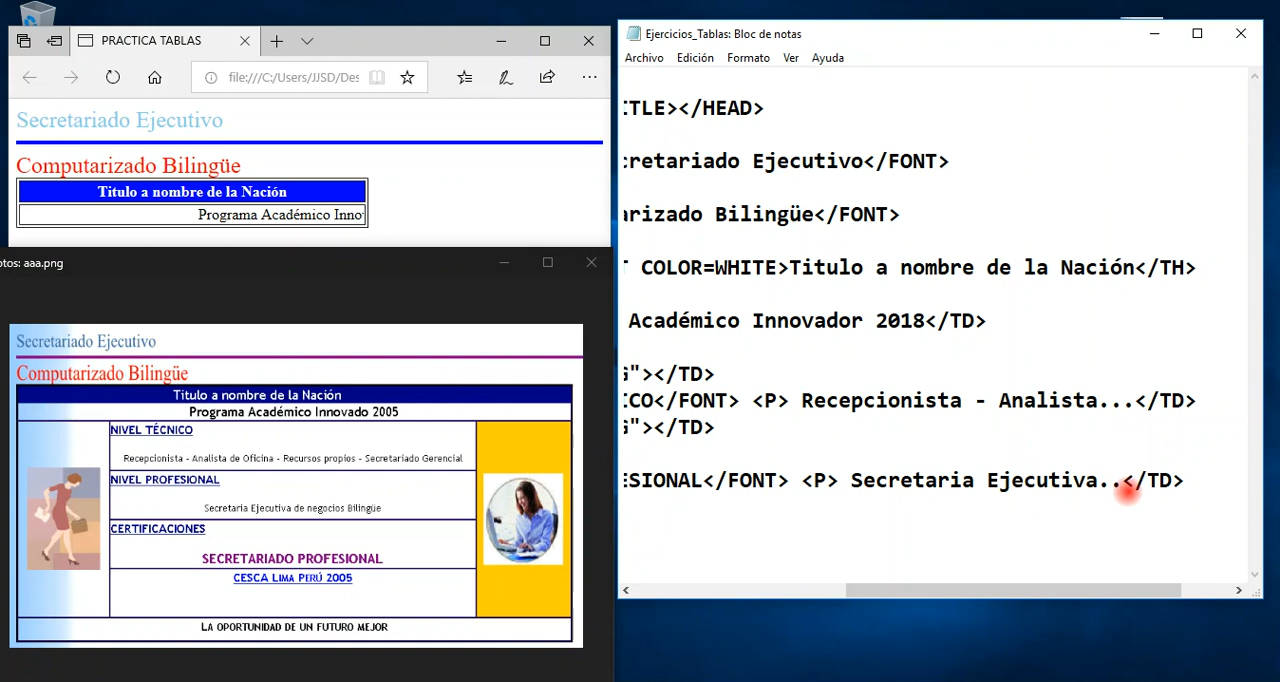 PRACTICA TABLAS
file:///C:/Users/JJSD/Des
Secretariado Ejecutivo
Computarizado Bilingüe
Titulo a nombre de la Nación
Programa Académico Inno
otos: aaa.png
Secretariado Ejecutivo
Computarizado Bilingüe
Titulo a nombre de la Nación
Programa Académico Innovado 2005
NIVEL TÉCNICO
Recepcionista - Analista de Oficina - Recursos propios - Secretariado Gerencial
NIVEL PROFESIONAL
Secretaria Ejecutiva de negocios Bilingüe
CERTIFICACIONES
SECRETARIADO PROFESIONAL
CESCA LIMA PERÚ 2005
LA OPORTUNIDAD DE UN FUTURO MEJOR
Ejercicios_Tablas: Bloc de notas
Archivo Edición Formato Ver Ayuda
ITLE></HEAD>
cretariado Ejecutivo</FONT>
arizado Bilingüe</FONT>
T COLOR=WHITE>Titulo a nombre de la Nación</TH>
Académico Innovador 2018</TD>
G"></TD>
ICO</FONT> <P> Recepcionista - Analista...</TD>
G"></TD>
ESIONAL</FONT> <P> Secretaria Ejecutiva..</TD>